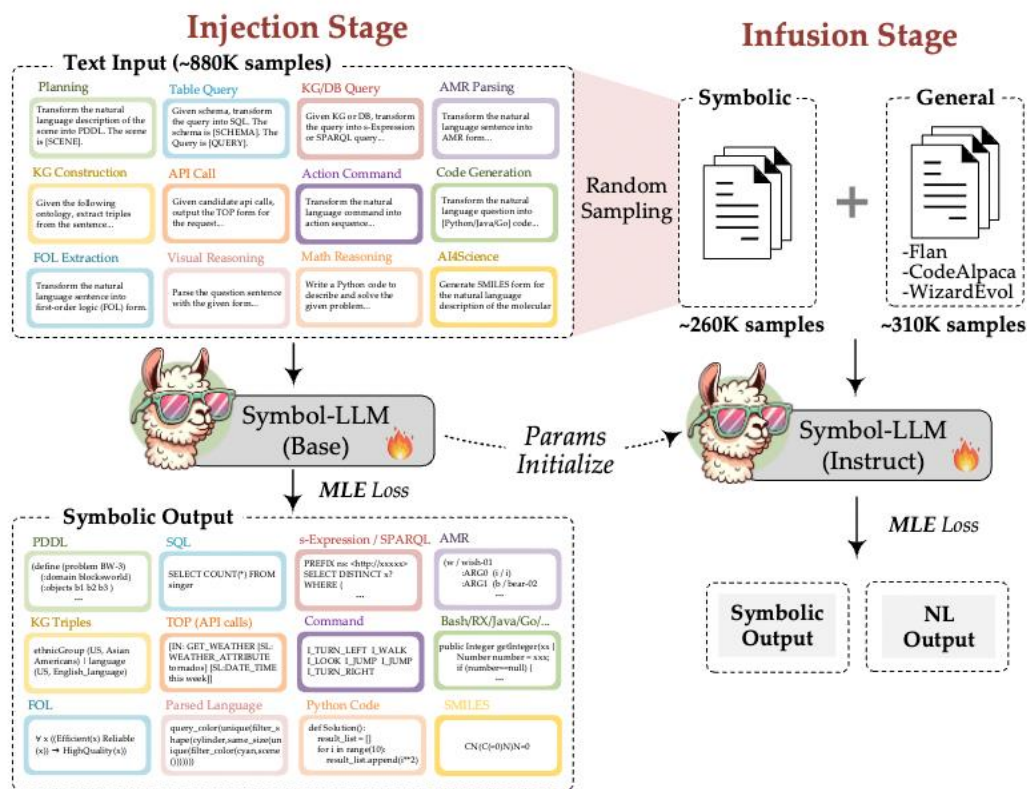 Injection Stage
Infusion Stage
Text Input (~880K samples)
Planning
Transform the natural
language description of the
scene into PDDL. The scene
is [SCENE].
Table Query
Given schema, transform
the query into SQL. The
schema is [SCHEMA]. The
Query is [QUERY].
KG/DB Query
Given KG or DB, transform
the query into s-Expression
or SPARQL query...
AMR Parsing
Transform the natural
language sentence into
AMR form...
KG Construction
Given the following
ontology, extract triples
from the sentence...
API Call
Given candidate api calls,
output the TOP form for
the request...
Action Command
Transform the natural
language command into
action sequence...
Code Generation
Transform the natural
language question into
[Python/Java/Go] code...
FOL Extraction
Transform the natural
language sentence into
first-order logic (FOL) form.
Visual Reasoning
Parse the question sentence
with the given form...
Math Reasoning
Write a Python code to
describe and solve the
given problem...
AI4Science
Generate SMILES form for
the natural language
description of the molecular
Random
Sampling
Symbolic
~260K samples
+
General
-Flan
-CodeAlpaca
-WizardEvol
~310K samples
Symbol-LLM
(Base)
Params
Initialize
Symbol-LLM
(Instruct)
MLE Loss
MLE Loss
Symbolic Output
PDDL
(define (problem BW-3)
(:domain blocksworld)
(:objects b1 b2 b3 )
...
SQL
SELECT COUNT(*) FROM
singer
s-Expression / SPARQL
PREFIX ns: <http://xxxxx>
SELECT DISTINCT x?
WHERE {
...
AMR
(w / wish-01
:ARG0 (i / i)
:ARG1 (b / bear-02
...
KG Triples
ethnicGroup (US, Asian
Americans) | language
(US, English_language)
TOP (API calls)
[IN: GET_WEATHER [SL:
WEATHER_ATTRIBUTE
tornados] [SL:DATE_TIME
this week]]
Command
I_TURN_LEFT I_WALK
I_LOOK I_JUMP I_JUMP
I_TURN_RIGHT
Bash/RX/Java/Go/...
public Integer getInteger(xx {
Number number = xxx;
if (number==null) {
...
FOL
∀ x ((Efficient(x) Reliable
(x)) → HighQuality(x))
Parsed Language
query_color(unique(filter_s
hape(cylinder,same_size(un
ique(filter_color(cyan,scene
()))))))
Python Code
def Solution():
result_list = []
for i in range(10):
result_list.append(i**2)
SMILES
CN(C(=O)N)N=O
Symbolic
Output
NL
Output